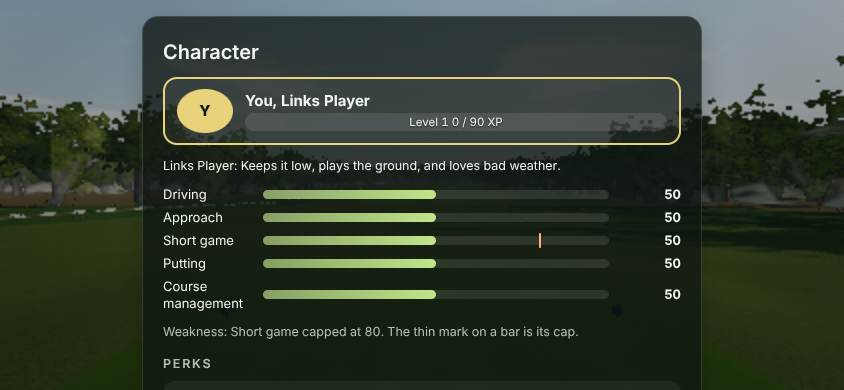 Character
Y
You, Links Player
Level 1 0 / 90 XP
Links Player: Keeps it low, plays the ground, and loves bad weather.
Driving 50
Approach 50
Short game 50
Putting 50
Course
management 50
Weakness: Short game capped at 80. The thin mark on a bar is its cap.
PERKS